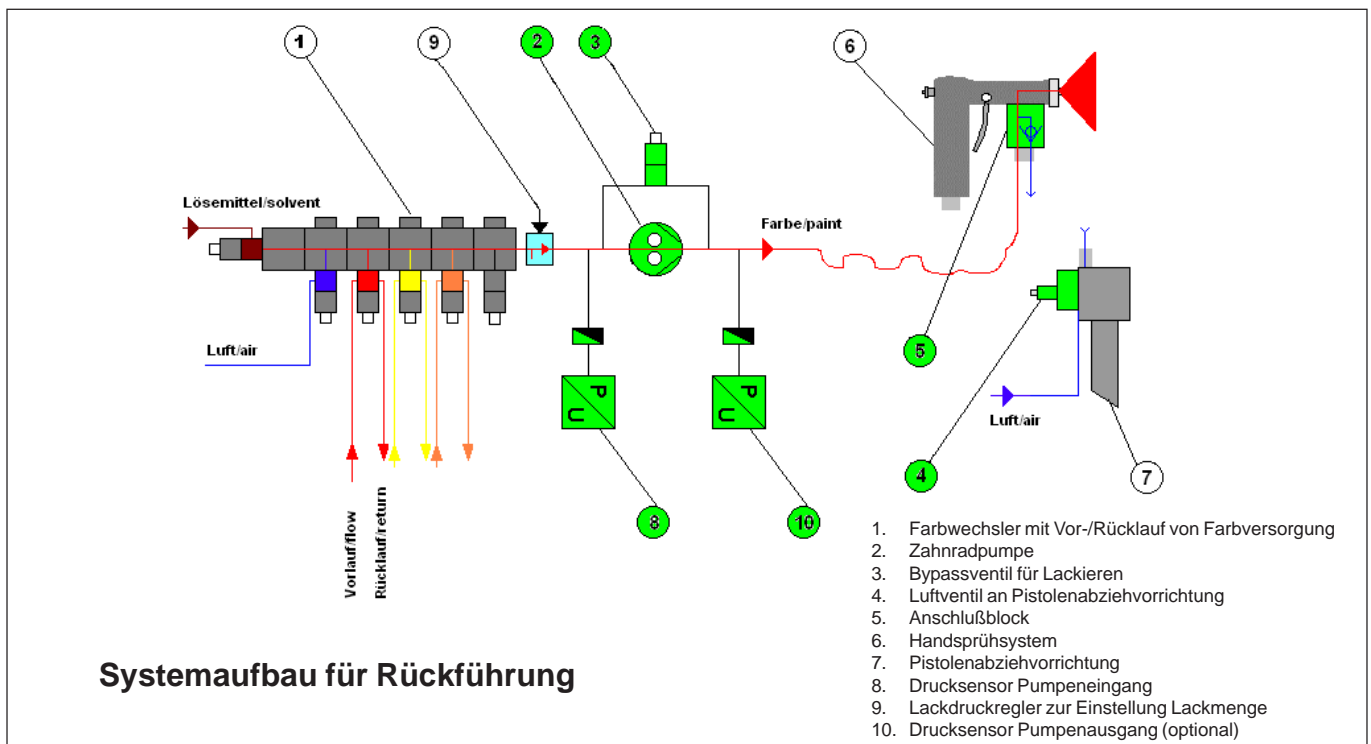 1
9
2
3
6
Lösemittel/solvent
Farbe/paint
Luft/air
P
U
P
U
5
Luft/air
4
7
8
10
Vorlauf/flow
Rücklauf/return
1. Farbwechsler mit Vor-/Rücklauf von Farbversorgung
2. Zahnradpumpe
3. Bypassventil für Lackieren
4. Luftventil an Pistolenabziehvorrichtung
5. Anschlußblock
6. Handsprühsystem
7. Pistolenabziehvorrichtung
8. Drucksensor Pumpeneingang
9. Lackdruckregler zur Einstellung Lackmenge
10. Drucksensor Pumpenausgang (optional)
Systemaufbau für Rückführung